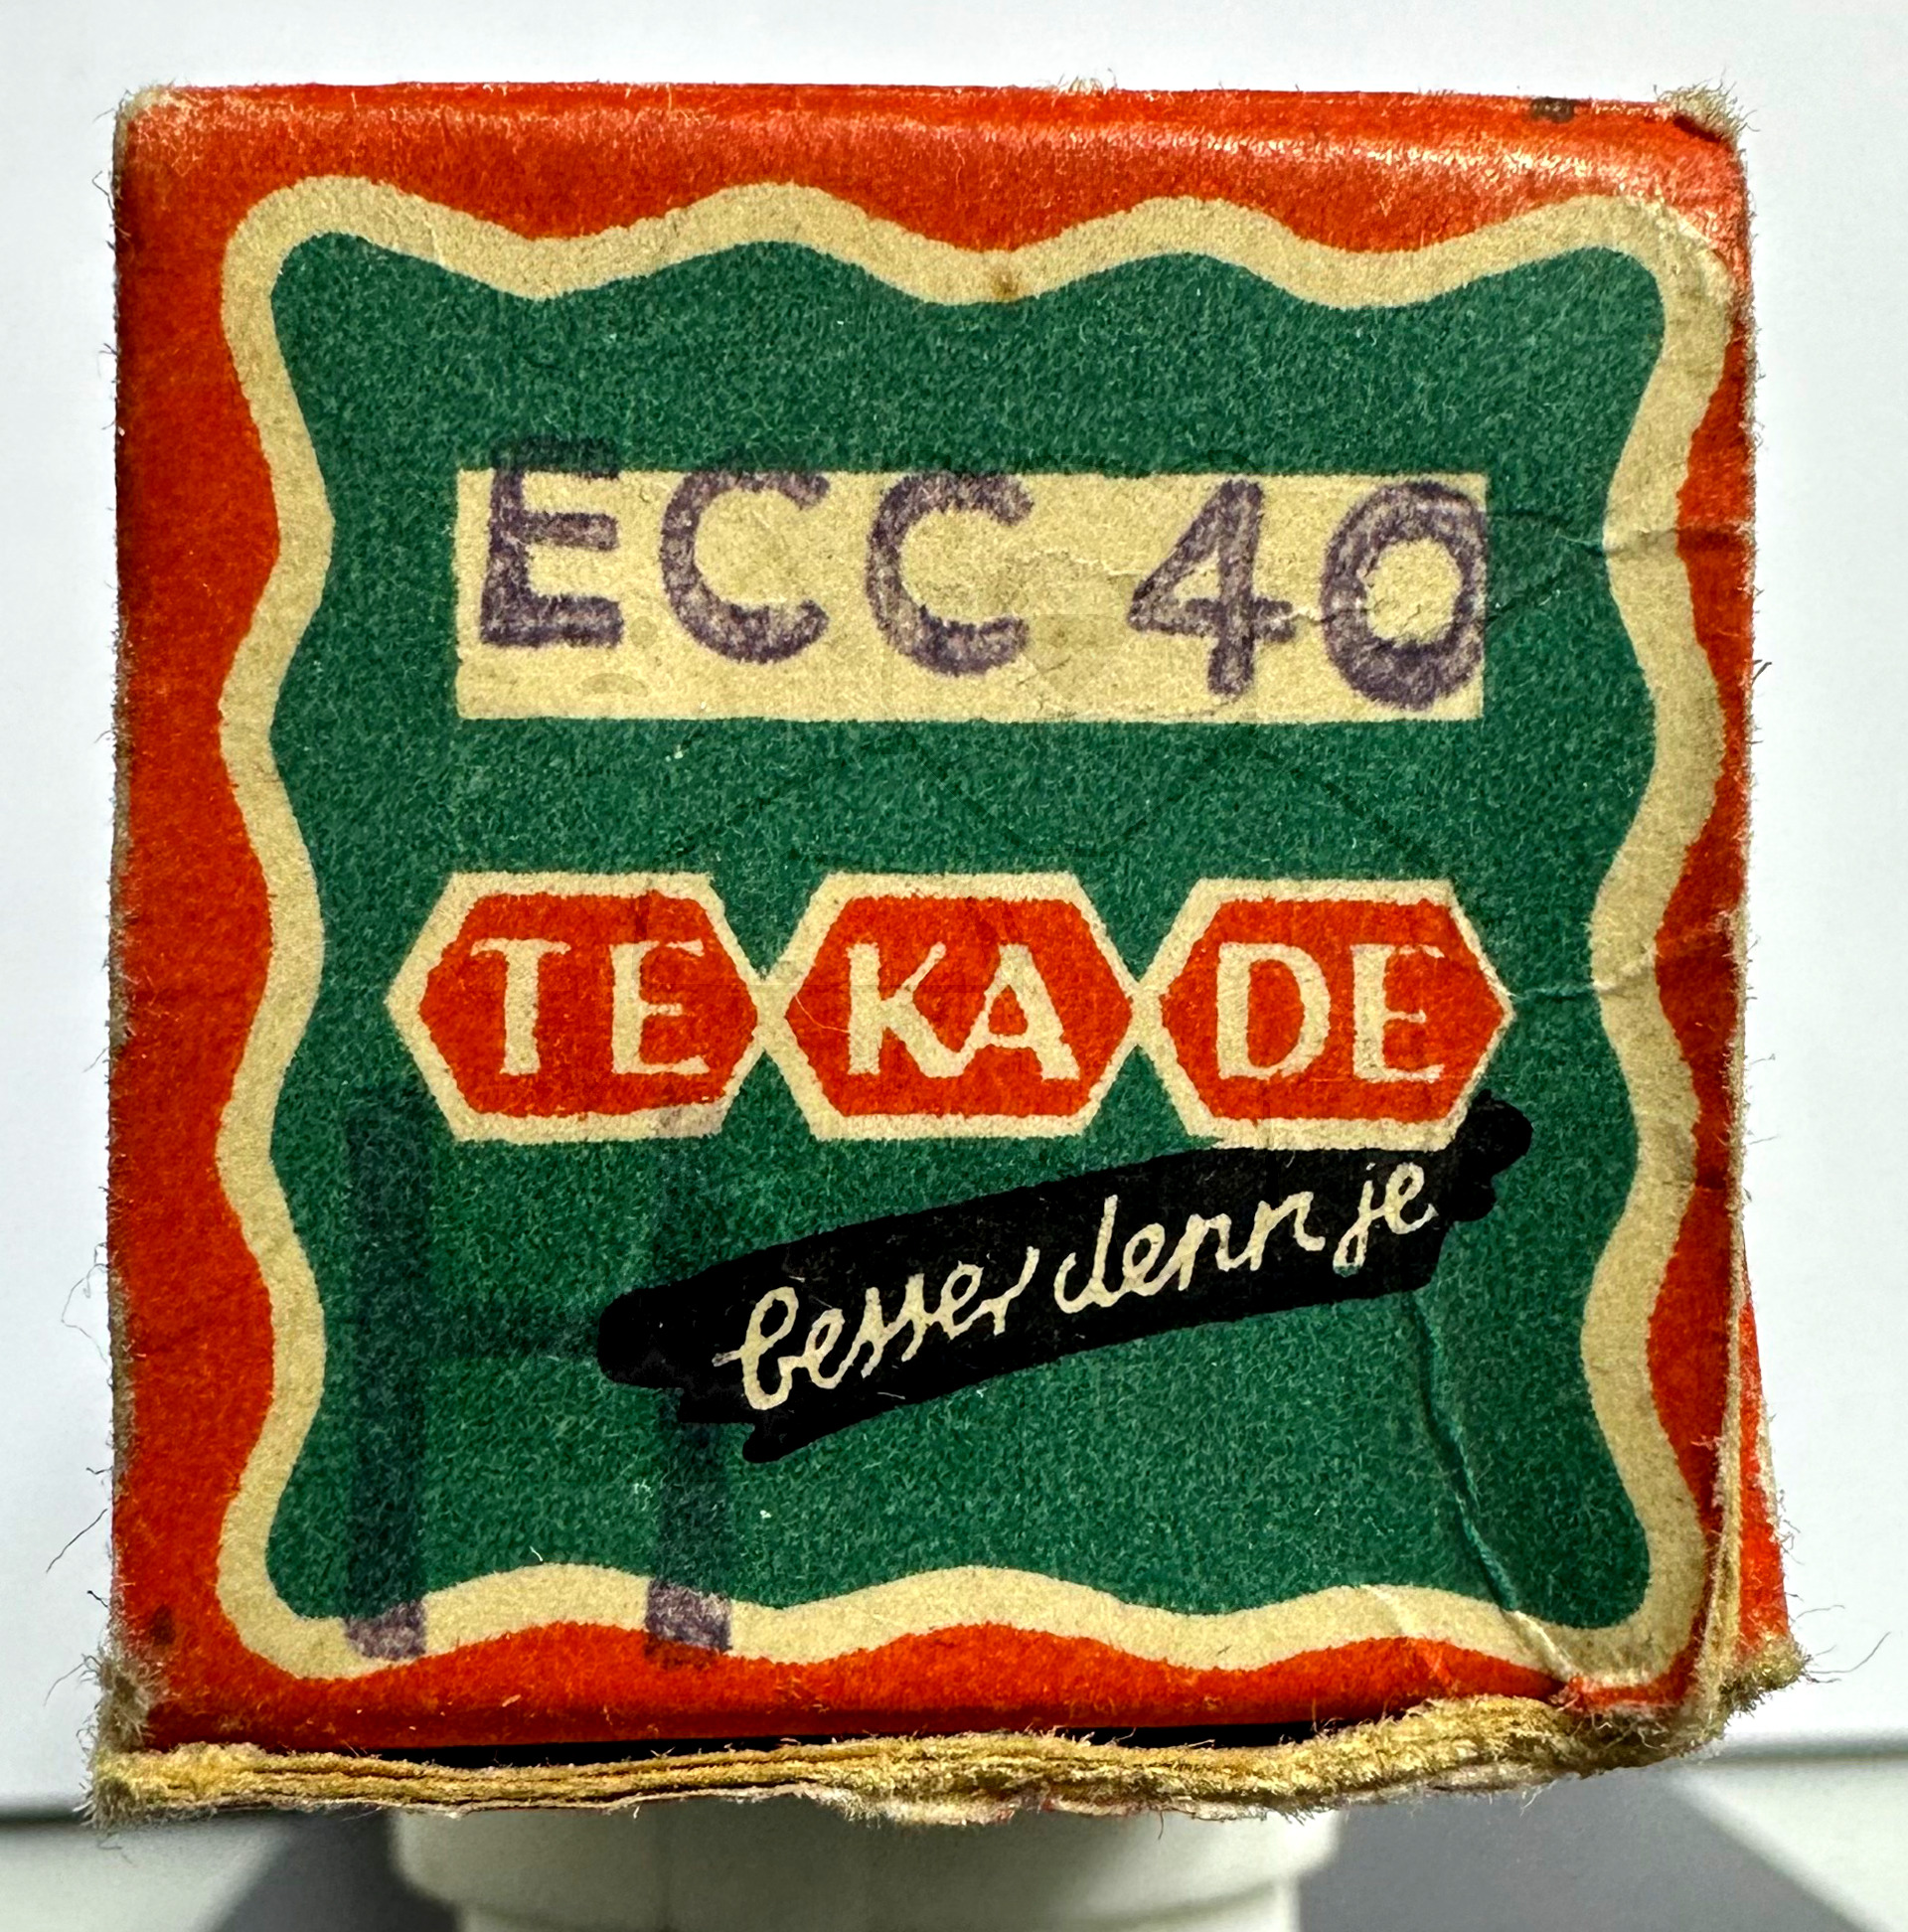 ECC 40
TE KA DE
besser denn je